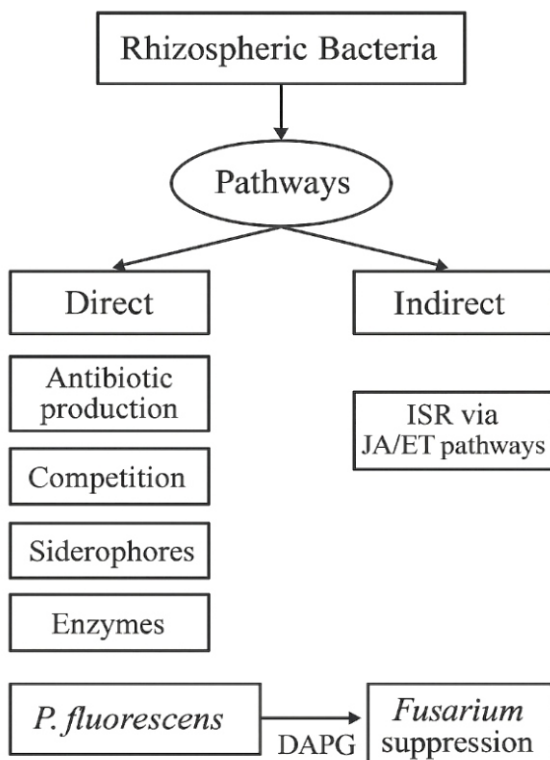 Rhizospheric Bacteria
Pathways
Direct
Indirect
Antibiotic
production
ISR via
JA/ET pathways
Competition
Siderophores
Enzymes
P. fluorescens
DAPG
Fusarium
suppression